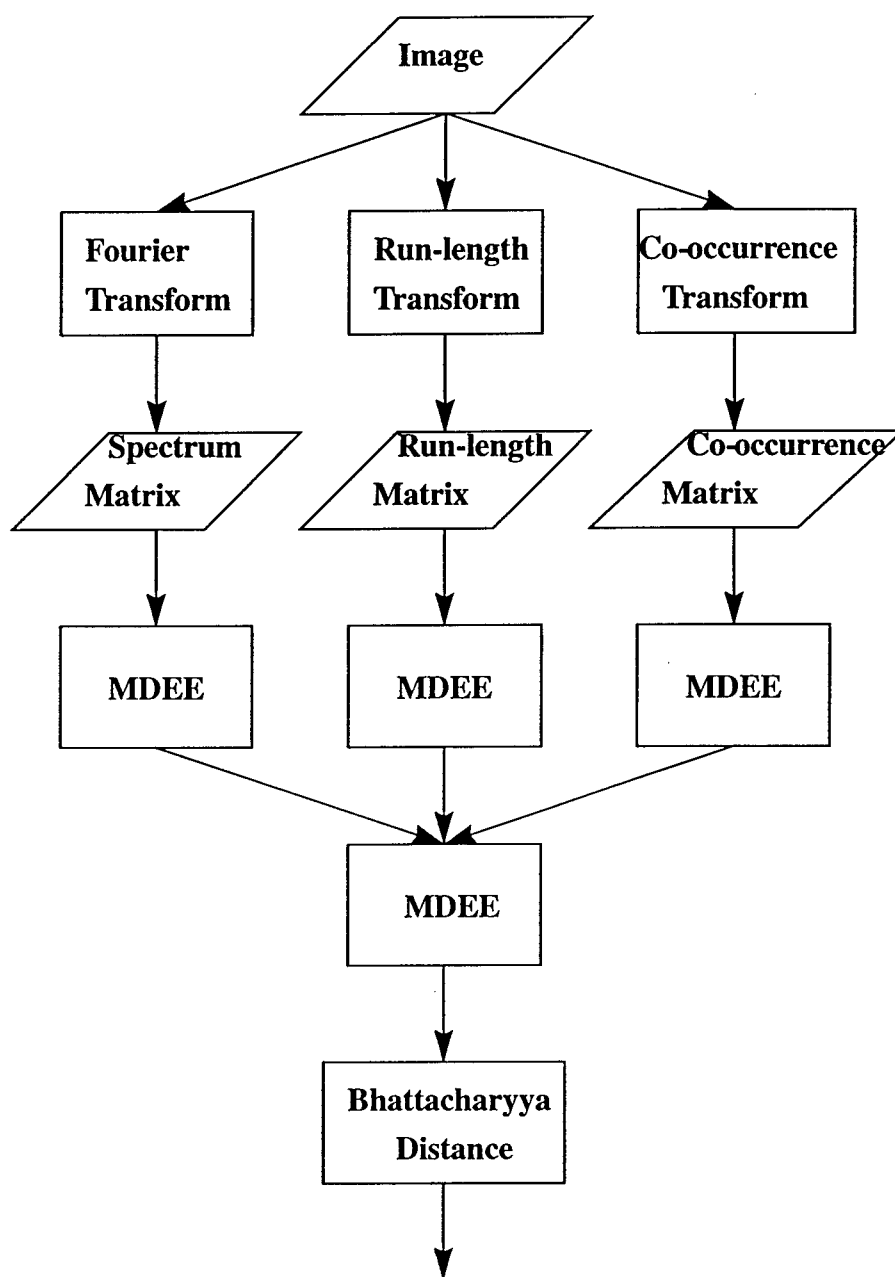 Image
Fourier
Transform
Run-length
Transform
Co-occurrence
Transform
Spectrum
Matrix
Run-length
Matrix
Co-occurrence
Matrix
MDEE
MDEE
MDEE
MDEE
Bhattacharyya
Distance